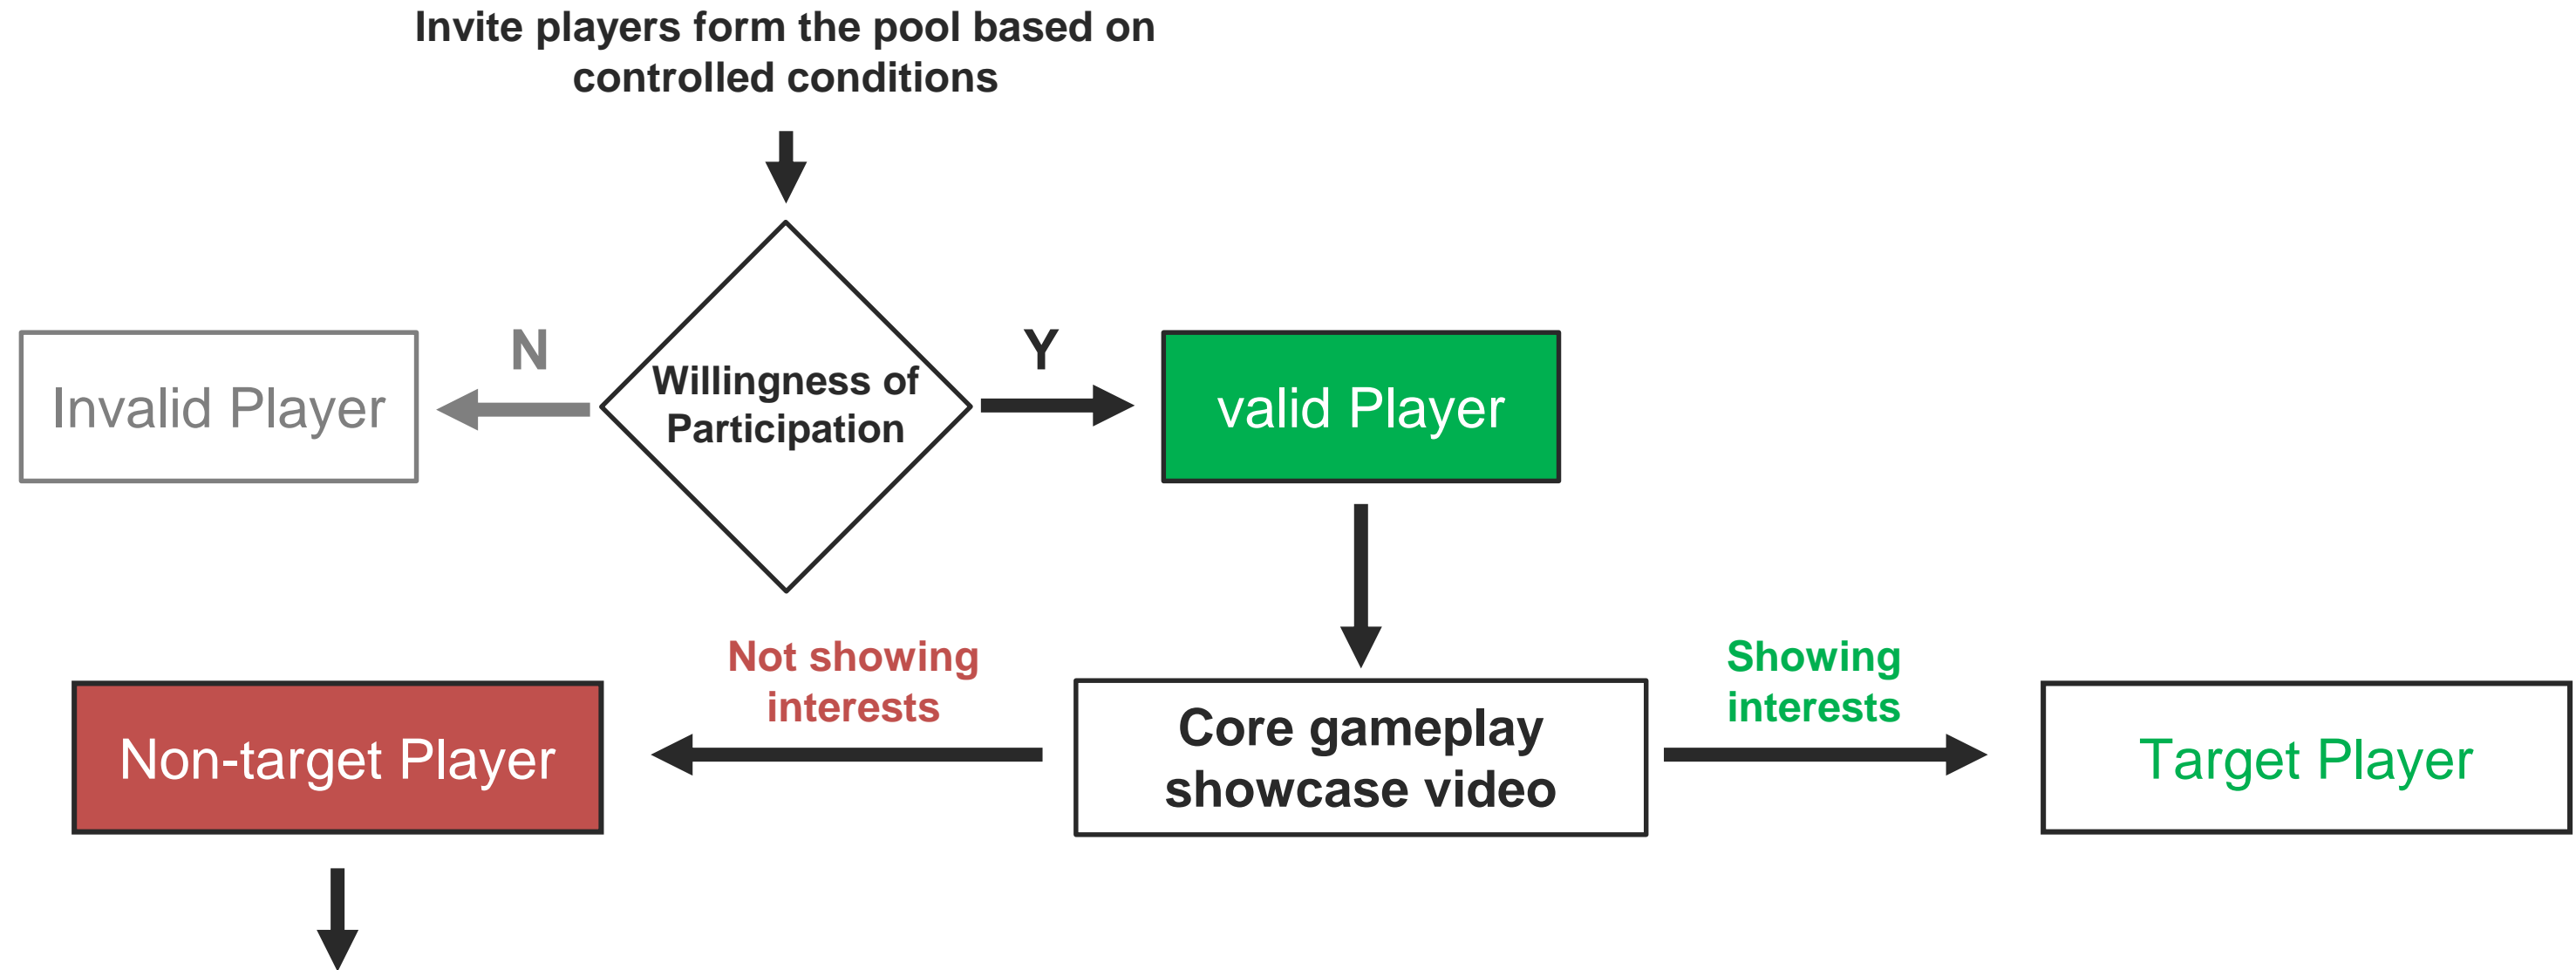 Invite players form the pool based on
controlled conditions
N
Y
Invalid Player
Willingness of
Participation
valid Player
Not showing
interests
Showing
interests
Non-target Player
Core gameplay
showcase video
Target Player